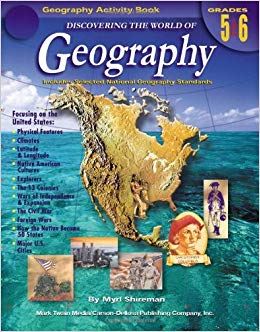 Geography Activity Book
GRADES
5 6
DISCOVERING THE WORLD OF
Geography
Includes Selected National Geography Standards
Focusing on the
United States:
Physical Features
Climates
Latitude
& Longitude
Native American
Cultures
Explorers
The 13 Colonies
Wars of Independence
& Expansion
The Civil War
Foreign Wars
How the Nation Became
50 States
Major U.S.
Cities
By Myrl Shireman
Mark Twain Media/Carson-Dellosa Publishing Company, Inc.